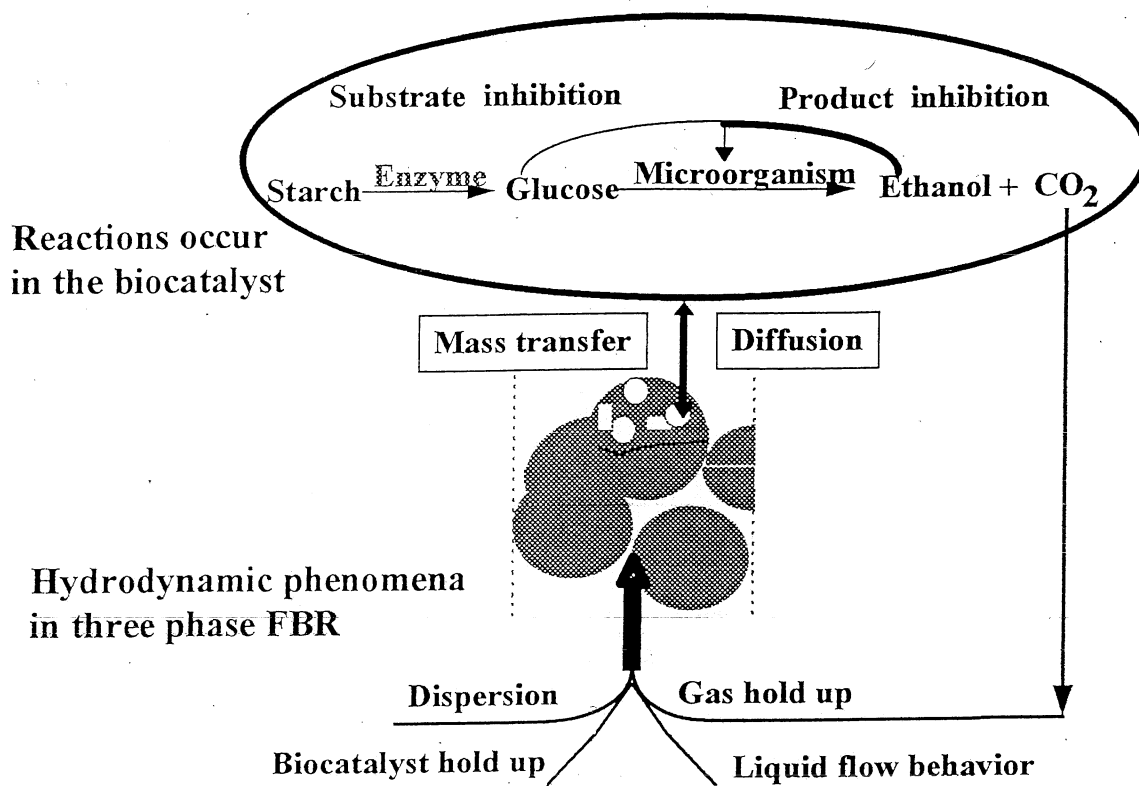 Substrate inhibition Product inhibition
Starch Enzyme Glucose Microorganism Ethanol + CO2
Reactions occur
in the biocatalyst
Mass transfer Diffusion
Hydrodynamic phenomena
in three phase FBR
Dispersion Gas hold up
Biocatalyst hold up Liquid flow behavior